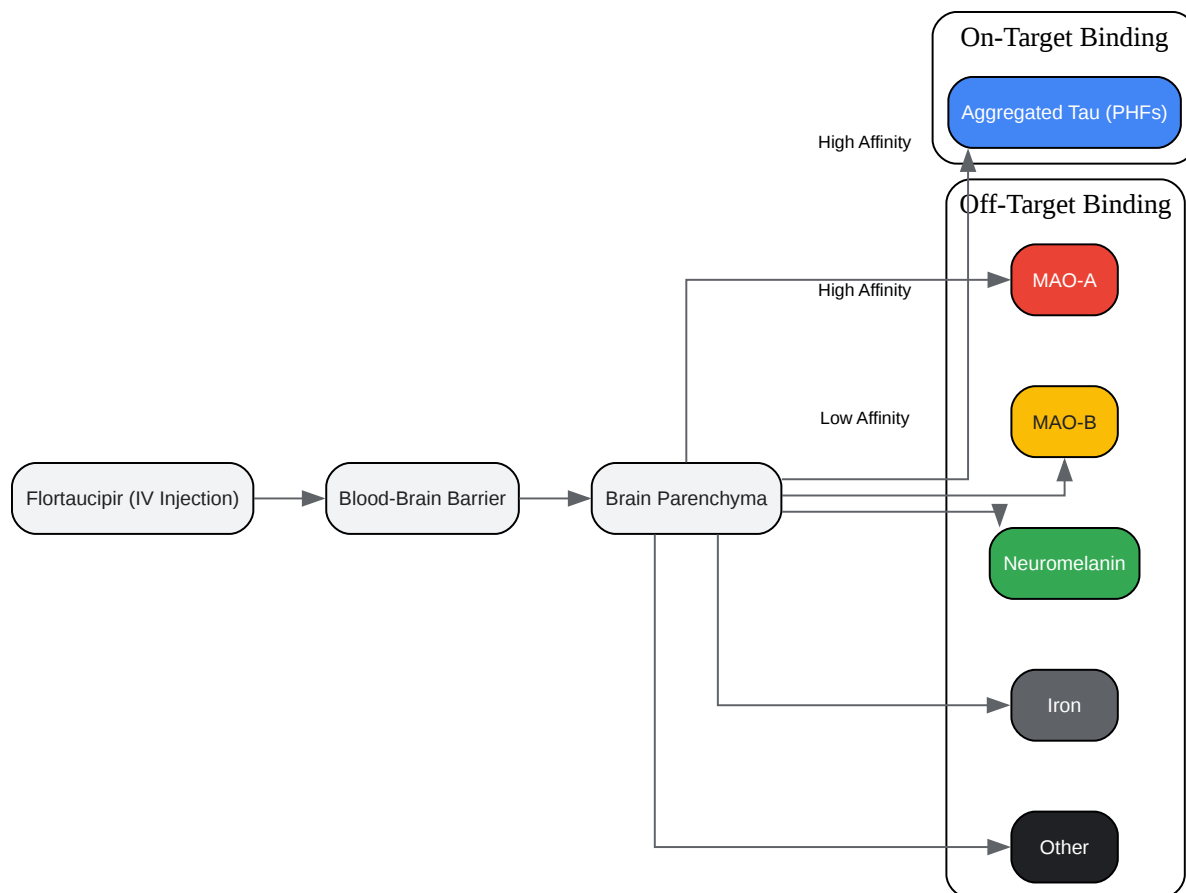 On-Target Binding
Aggregated Tau (PHFs)
High Affinity
Off-Target Binding
MAO-A
High Affinity
MAO-B
Low Affinity
Flortaucipir (IV Injection)
Blood-Brain Barrier
Brain Parenchyma
Neuromelanin
Iron
Other